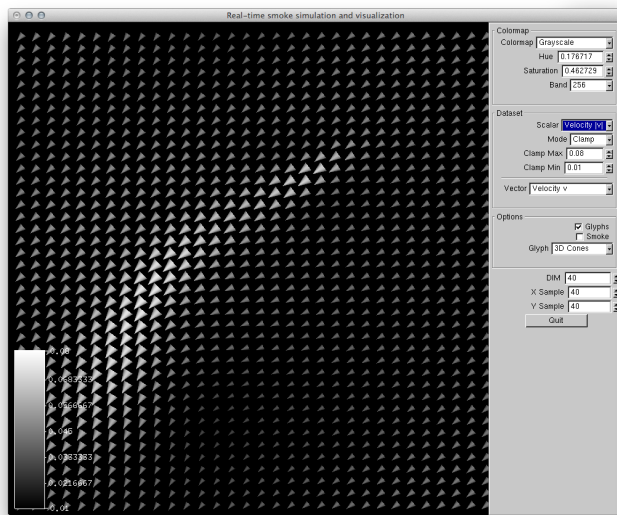 Real-time smoke simulation and visualization
Colormap
Colormap Grayscale
Hue 0.176717
Saturation 0.462729
Band 256
Dataset
Scalar Velocity |v|
Mode Clamp
Clamp Max 0.08
Clamp Min 0.01
Vector Velocity v
Options
Glyphs
Smoke
Glyph 3D Cones
DIM 40
X Sample 40
Y Sample 40
Quit
0.08
0.0683333
0.0566667
0.045
0.0333333
0.0216667
0.01